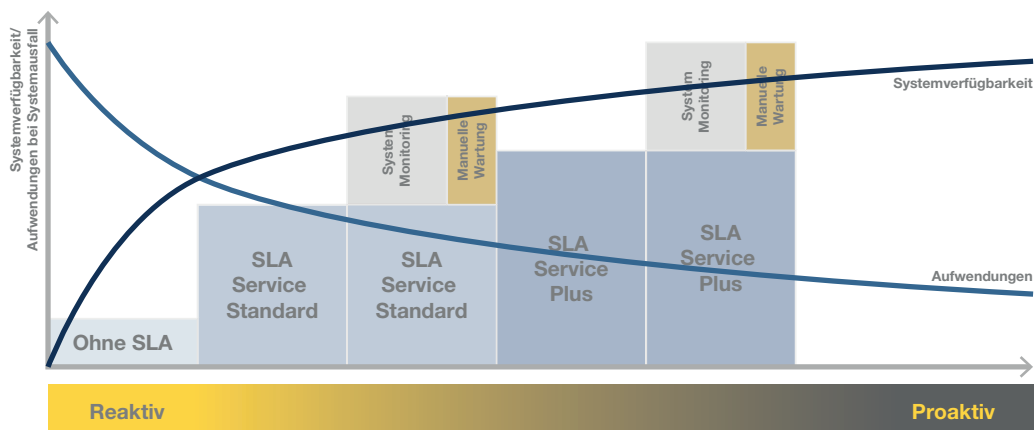 Systemverfügbarkeit/
Aufwendungen bei Systemausfall
System
Monitoring
Manuelle
Wartung
System
Monitoring
Manuelle
Wartung
Systemverfügbarkeit
SLA
Service
Standard
SLA
Service
Standard
SLA
Service
Plus
SLA
Service
Plus
Aufwendungen
Ohne SLA
Reaktiv
Proaktiv